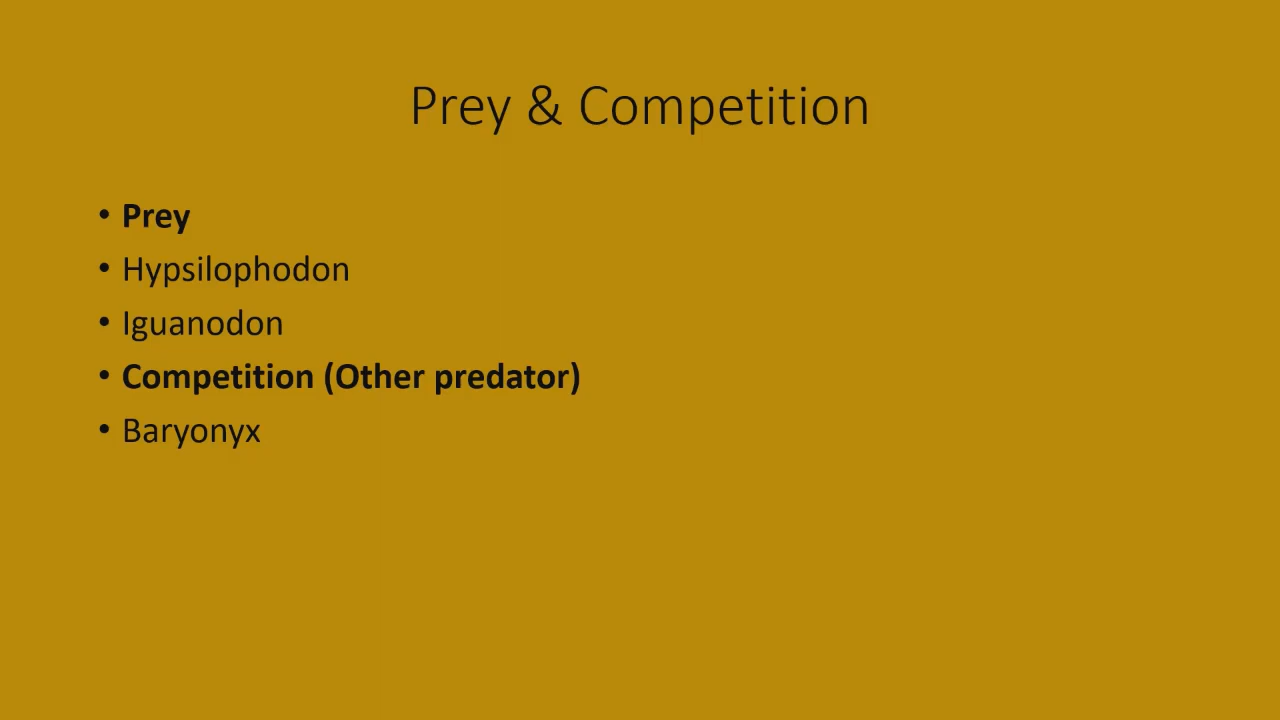 Prey & Competition
• Prey
• Hypsilophodon
• Iguanodon
• Competition (Other predator)
• Baryonyx